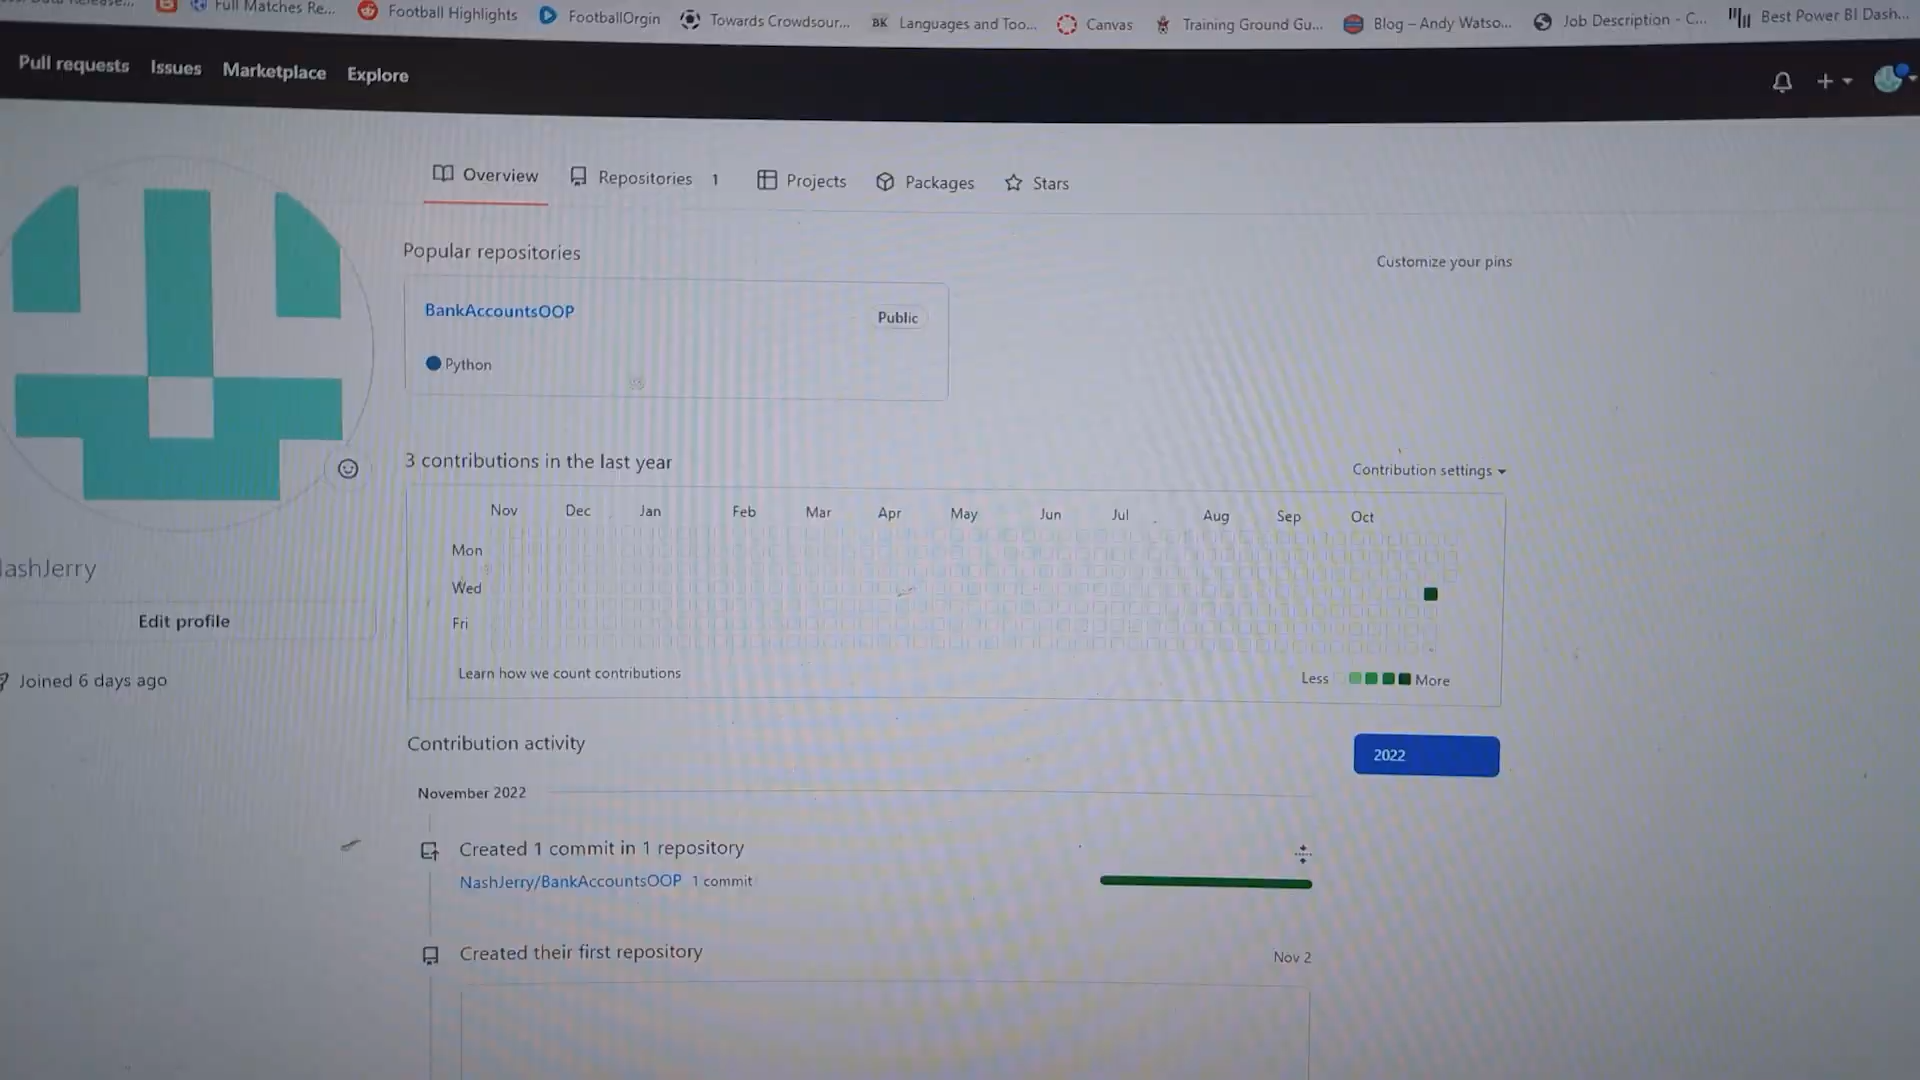 Full Matches Re... Football Highlights FootballOrgin Towards Crowdsour... BK Languages and Too... Canvas Training Ground Gu... Blog – Andy Watso... Job Description - C... Best Power BI Dash...
Pull requests Issues Marketplace Explore
Overview Repositories 1 Projects Packages Stars
Popular repositories
Customize your pins
BankAccountsOOP Public
Python
3 contributions in the last year
Contribution settings
Nov Dec Jan Feb Mar Apr May Jun Jul Aug Sep Oct
Mon
Wed
Fri
Learn how we count contributions
Less More
ashJerry
Edit profile
Joined 6 days ago
Contribution activity
2022
November 2022
Created 1 commit in 1 repository
NashJerry/BankAccountsOOP 1 commit
Created their first repository
Nov 2